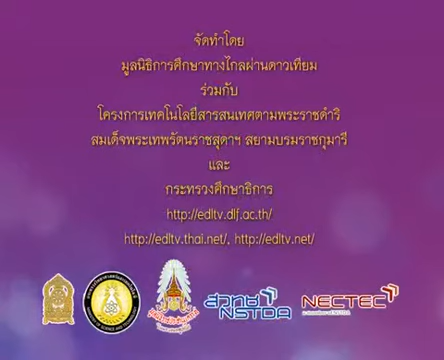 จัดทำโดย
มูลนิธิการศึกษาทางไกลผ่านดาวเทียม
ร่วมกับ
โครงการเทคโนโลยีสารสนเทศตามพระราชดำริ
สมเด็จพระเทพรัตนราชสุดาฯ สยามบรมราชกุมารี
และ
กระทรวงศึกษาธิการ
http://edltv.dlf.ac.th/
http://edltv.thai.net/, http://edltv.net/
สวทช
NSTDA
NECTEC